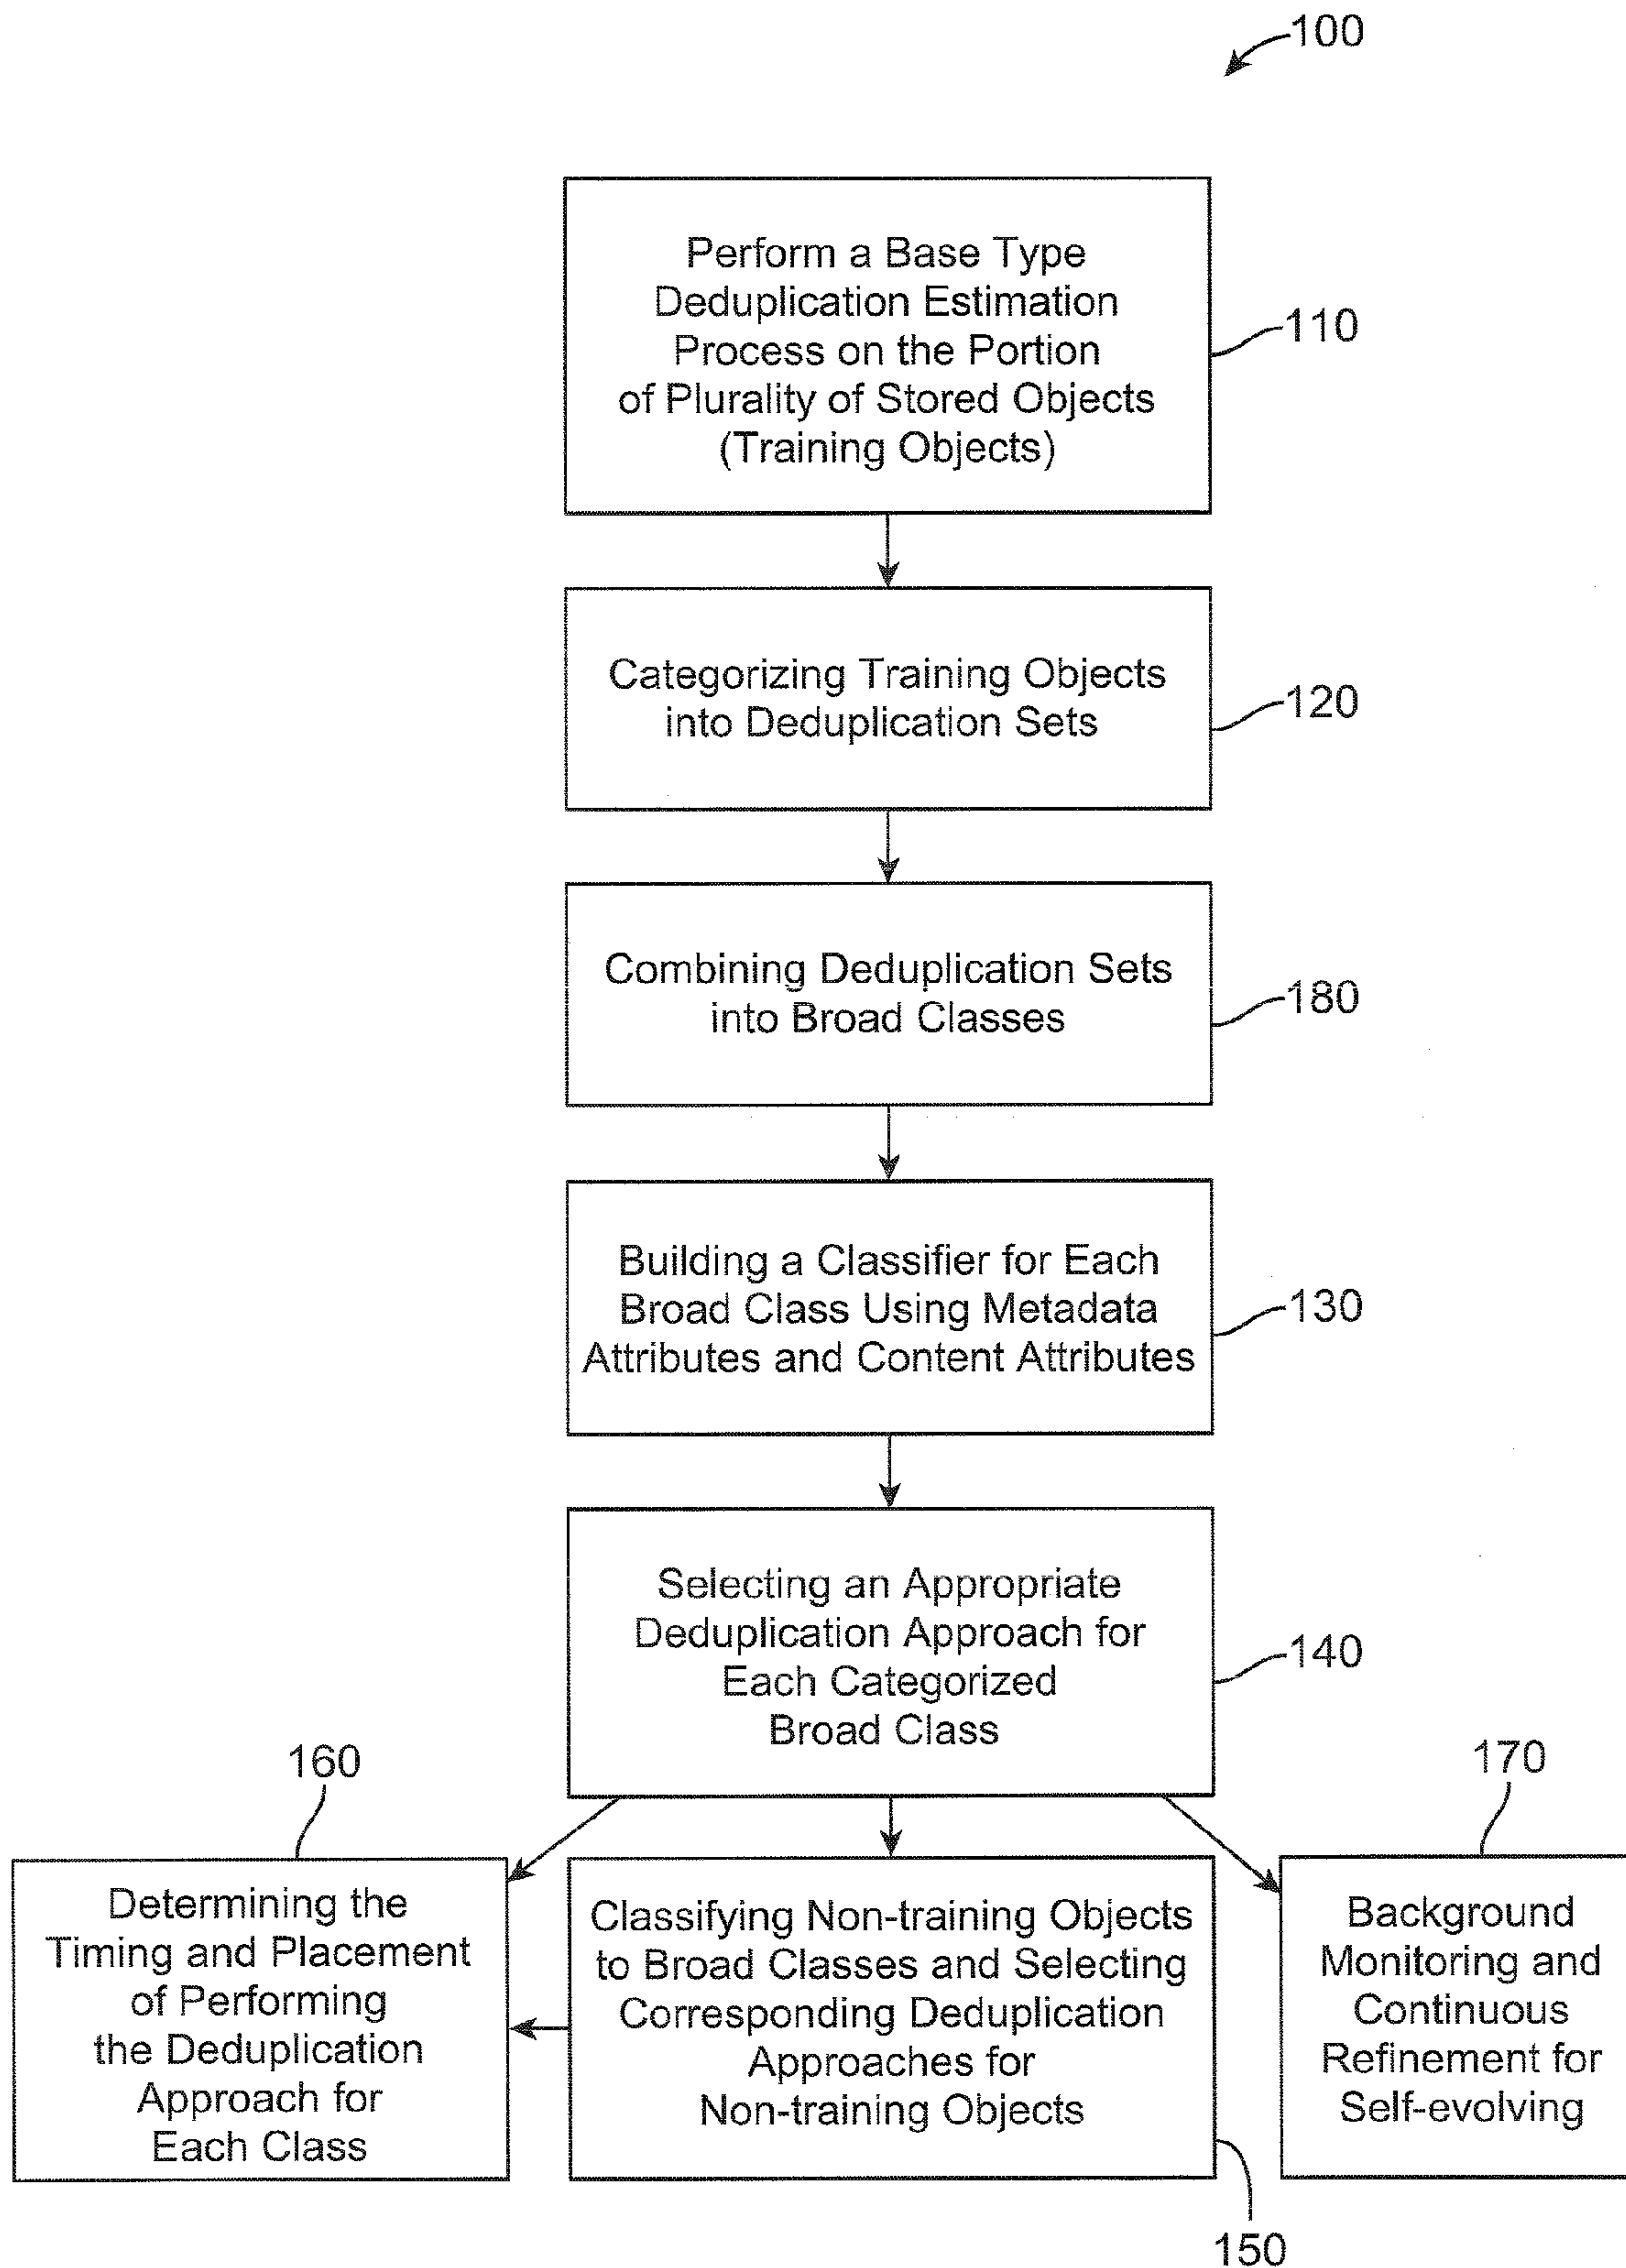 100
Perform a Base Type
Deduplication Estimation
Process on the Portion
of Plurality of Stored Objects
(Training Objects)
110
Categorizing Training Objects
into Deduplication Sets
120
Combining Deduplication Sets
into Broad Classes
180
Building a Classifier for Each
Broad Class Using Metadata
Attributes and Content Attributes
130
Selecting an Appropriate
Deduplication Approach for
Each Categorized
Broad Class
140
160
Determining the
Timing and Placement
of Performing
the Deduplication
Approach for
Each Class
Classifying Non-training Objects
to Broad Classes and Selecting
Corresponding Deduplication
Approaches for
Non-training Objects
150
170
Background
Monitoring and
Continuous
Refinement for
Self-evolving